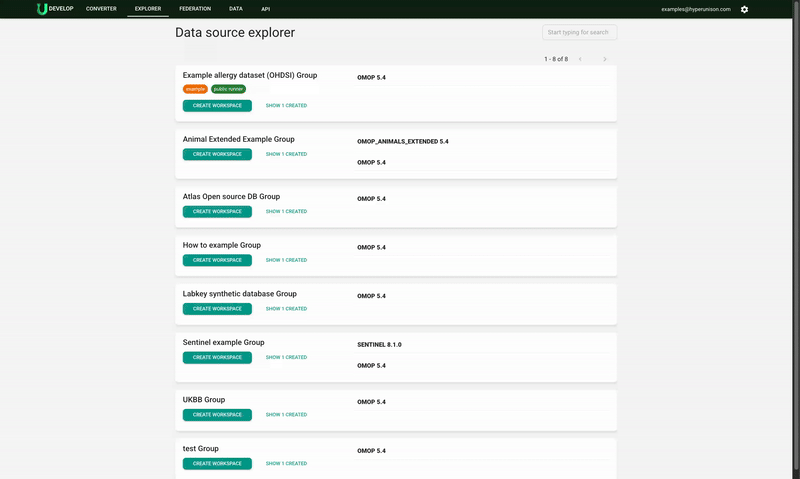 DEVELOP CONVERTER EXPLORER FEDERATION DATA API examples@hyperunison.com
Data source explorer
Start typing for search
1 - 8 of 8
Example allergy dataset (OHDSI) Group
OMOP 5.4
example public runner
CREATE WORKSPACE SHOW 1 CREATED
Animal Extended Example Group
OMOP_ANIMALS_EXTENDED 5.4
CREATE WORKSPACE SHOW 1 CREATED
OMOP 5.4
Atlas Open source DB Group
OMOP 5.4
CREATE WORKSPACE SHOW 1 CREATED
How to example Group
OMOP 5.4
CREATE WORKSPACE SHOW 1 CREATED
Labkey synthetic database Group
OMOP 5.4
CREATE WORKSPACE SHOW 1 CREATED
Sentinel example Group
SENTINEL 8.1.0
CREATE WORKSPACE SHOW 1 CREATED
OMOP 5.4
UKBB Group
OMOP 5.4
CREATE WORKSPACE SHOW 1 CREATED
test Group
OMOP 5.4
CREATE WORKSPACE SHOW 1 CREATED